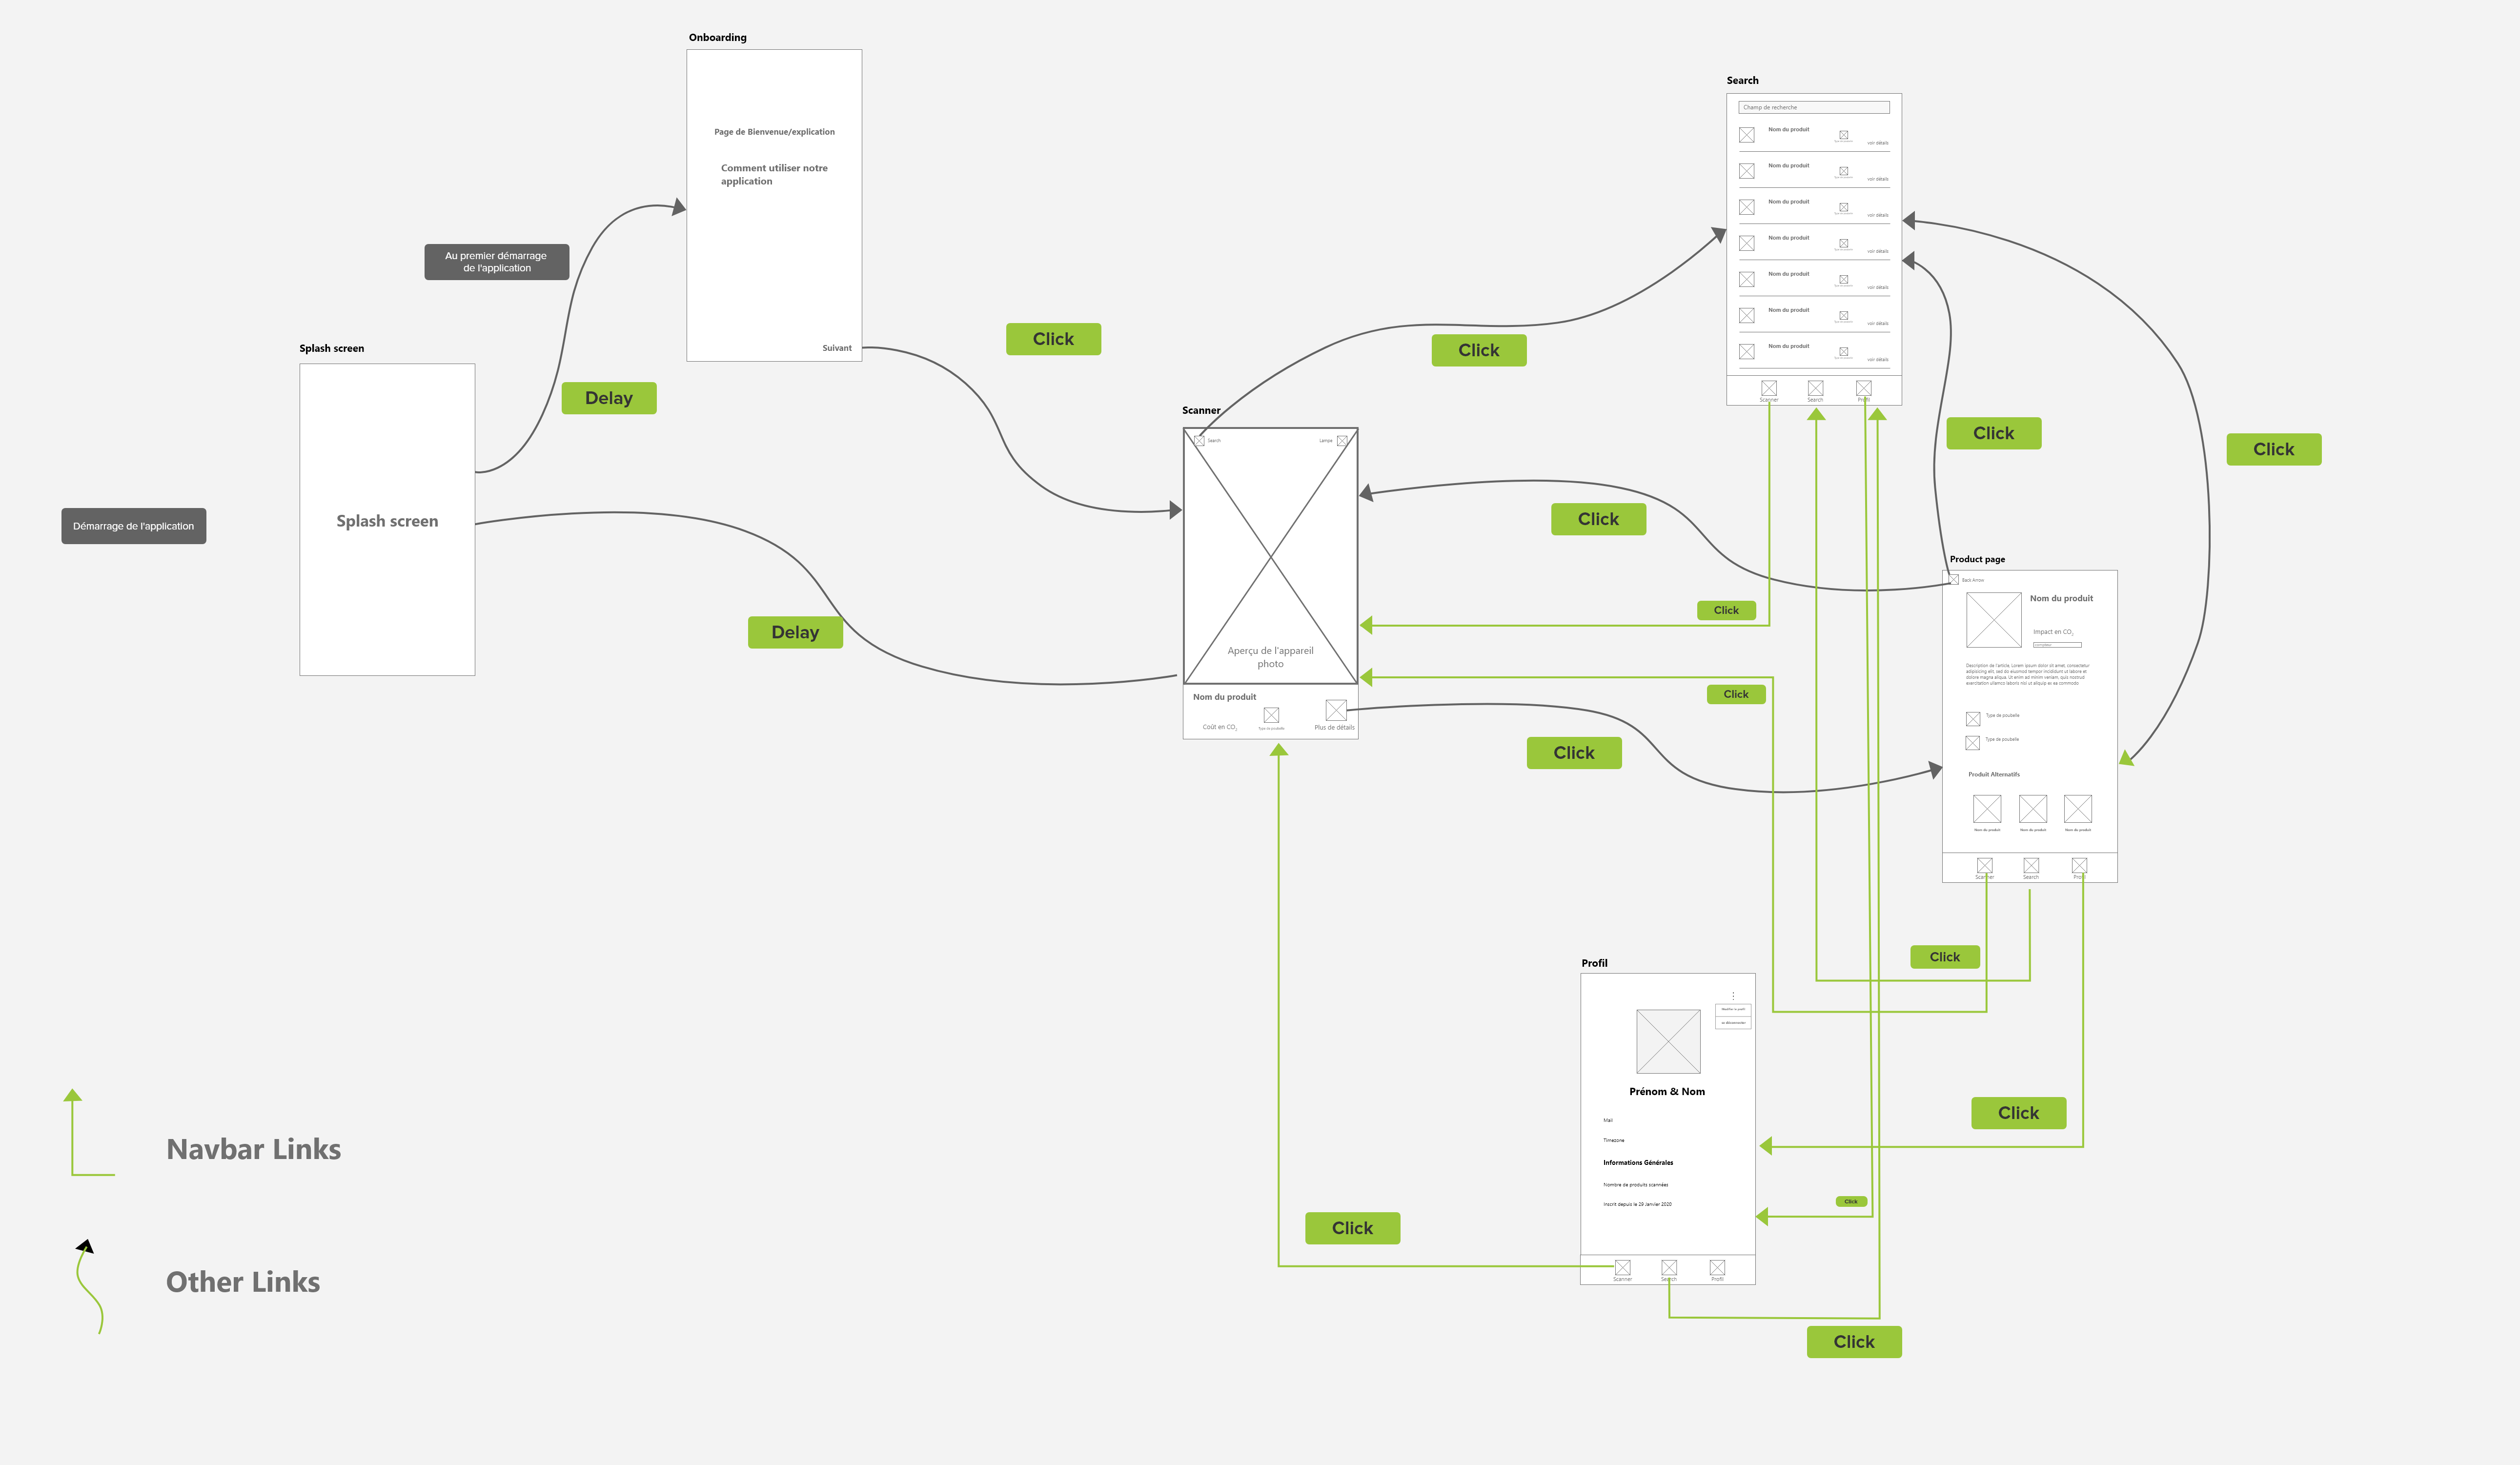 Onboarding
Page de Bienvenue/explication
Comment utiliser notre
application
Suivant
Au premier démarrage
de l'application
Splash screen
Splash screen
Démarrage de l'application
Delay
Delay
Click
Scanner
Search
Lampe
Aperçu de l'appareil
photo
Nom du produit
Coût en CO2
Type de poubelle
Plus de détails
Click
Click
Click
Click
Click
Search
Champ de recherche
Nom du produit
voir détails
Nom du produit
voir détails
Nom du produit
voir détails
Nom du produit
voir détails
Nom du produit
voir détails
Nom du produit
voir détails
Nom du produit
voir détails
Scanner
Search
Profil
Click
Click
Product page
Back Arrow
Nom du produit
Impact en CO2
Description de l'article. Lorem ipsum dolor sit amet, consectetur
adipiscing elit, sed do eiusmod tempor incididunt ut labore et
dolore magna aliqua. Ut enim ad minim veniam, quis nostrud
exercitation ullamco laboris nisi ut aliquip ex ea commodo
Type de poubelle
Type de poubelle
Produit Alternatifs
Nom du produit
Nom du produit
Nom du produit
Scanner
Search
Profil
Click
Click
Profil
Modifier le profil
se déconnecter
Prénom & Nom
Mail
Timezone
Informations Générales
Nombre de produits scannées
Inscrit depuis le 29 Janvier 2020
Scanner
Search
Profil
Click
Click
Click
Navbar Links
Other Links